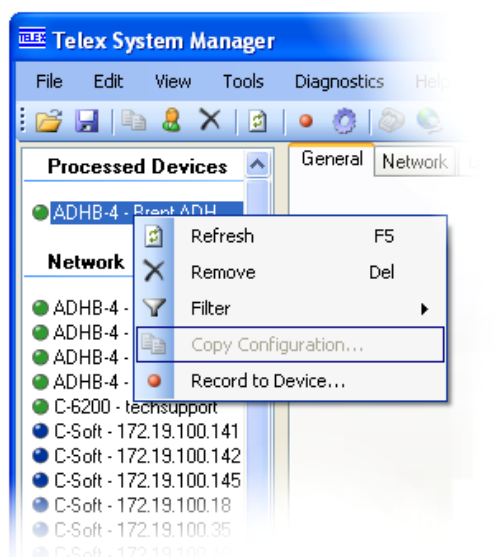 TELEX Telex System Manager
File Edit View Tools Diagnostics Help
Processed Devices
General Network
ADHB-4 - Brent ADH
Refresh F5
Network
Remove Del
ADHB-4 -
Filter
ADHB-4 -
ADHB-4 -
Copy Configuration...
ADHB-4 -
Record to Device...
C-6200 - techsupport
C-Soft - 172.19.100.141
C-Soft - 172.19.100.142
C-Soft - 172.19.100.145
C-Soft - 172.19.100.18
C-Soft - 172.19.100.35